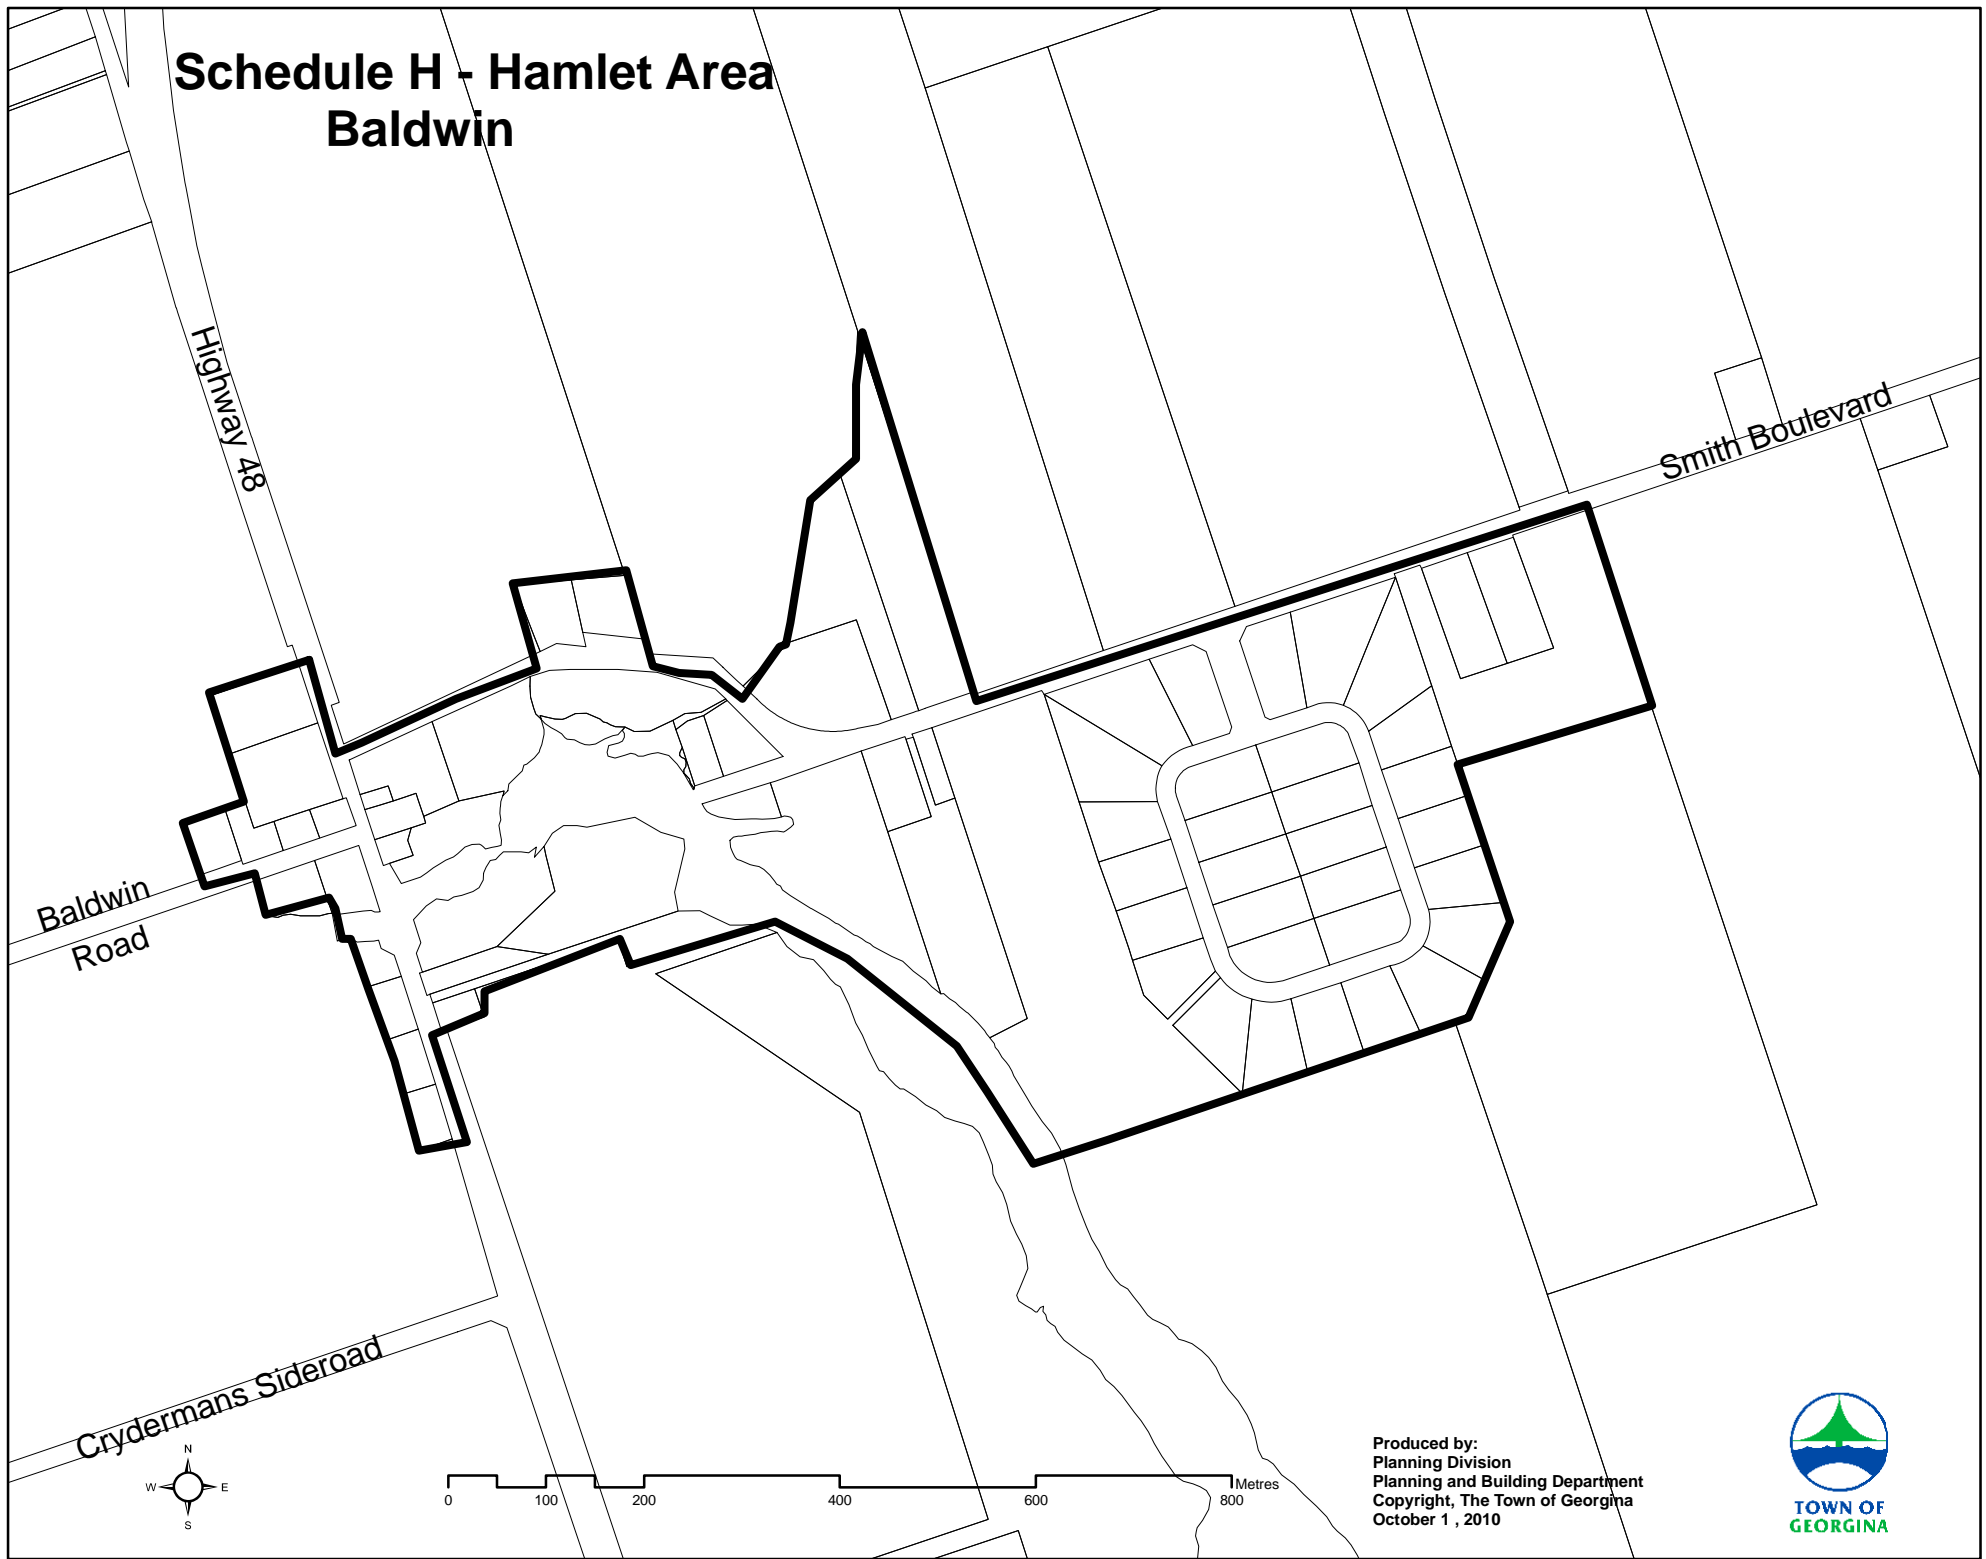 Schedule H - Hamlet Area
Baldwin
Highway 48
Smith Boulevard
Baldwin
Road
Crydermans Sideroad
N
W E
S
0 100 200 400 600 800 Metres
Produced by:
Planning Division
Planning and Building Department
Copyright, The Town of Georgina
October 1 , 2010
TOWN OF
GEORGINA